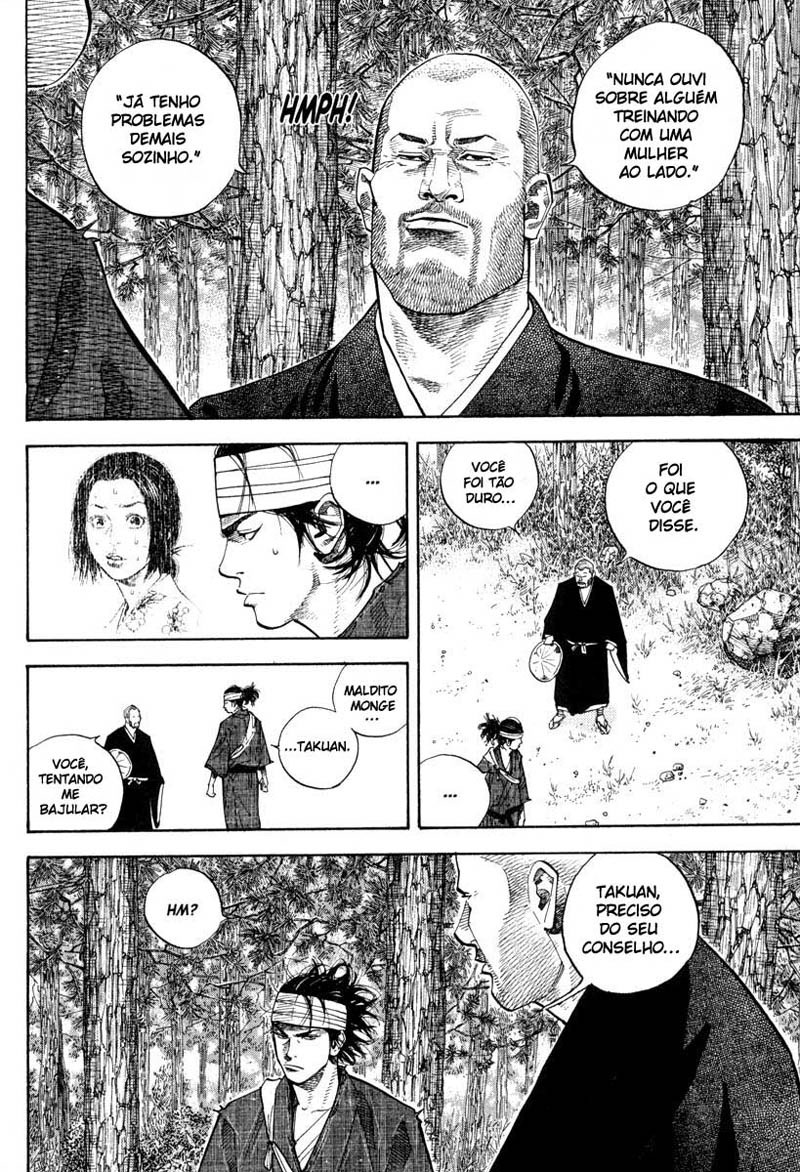 "NUNCA OUVI
SOBRE ALGUÉM
TREINANDO
COM UMA
MULHER
AO LADO."
HMPH!
"JÁ TENHO
PROBLEMAS
DEMAIS
SOZINHO."
FOI
O QUE
VOCÊ
DISSE.
VOCÊ
FOI TÃO
DURO...
...
...
MALDITO
MONGE
...
...TAKUAN.
VOCÊ,
TENTANDO
ME
BAJULAR?
TAKUAN,
PRECISO
DO SEU
CONSELHO...
HM?